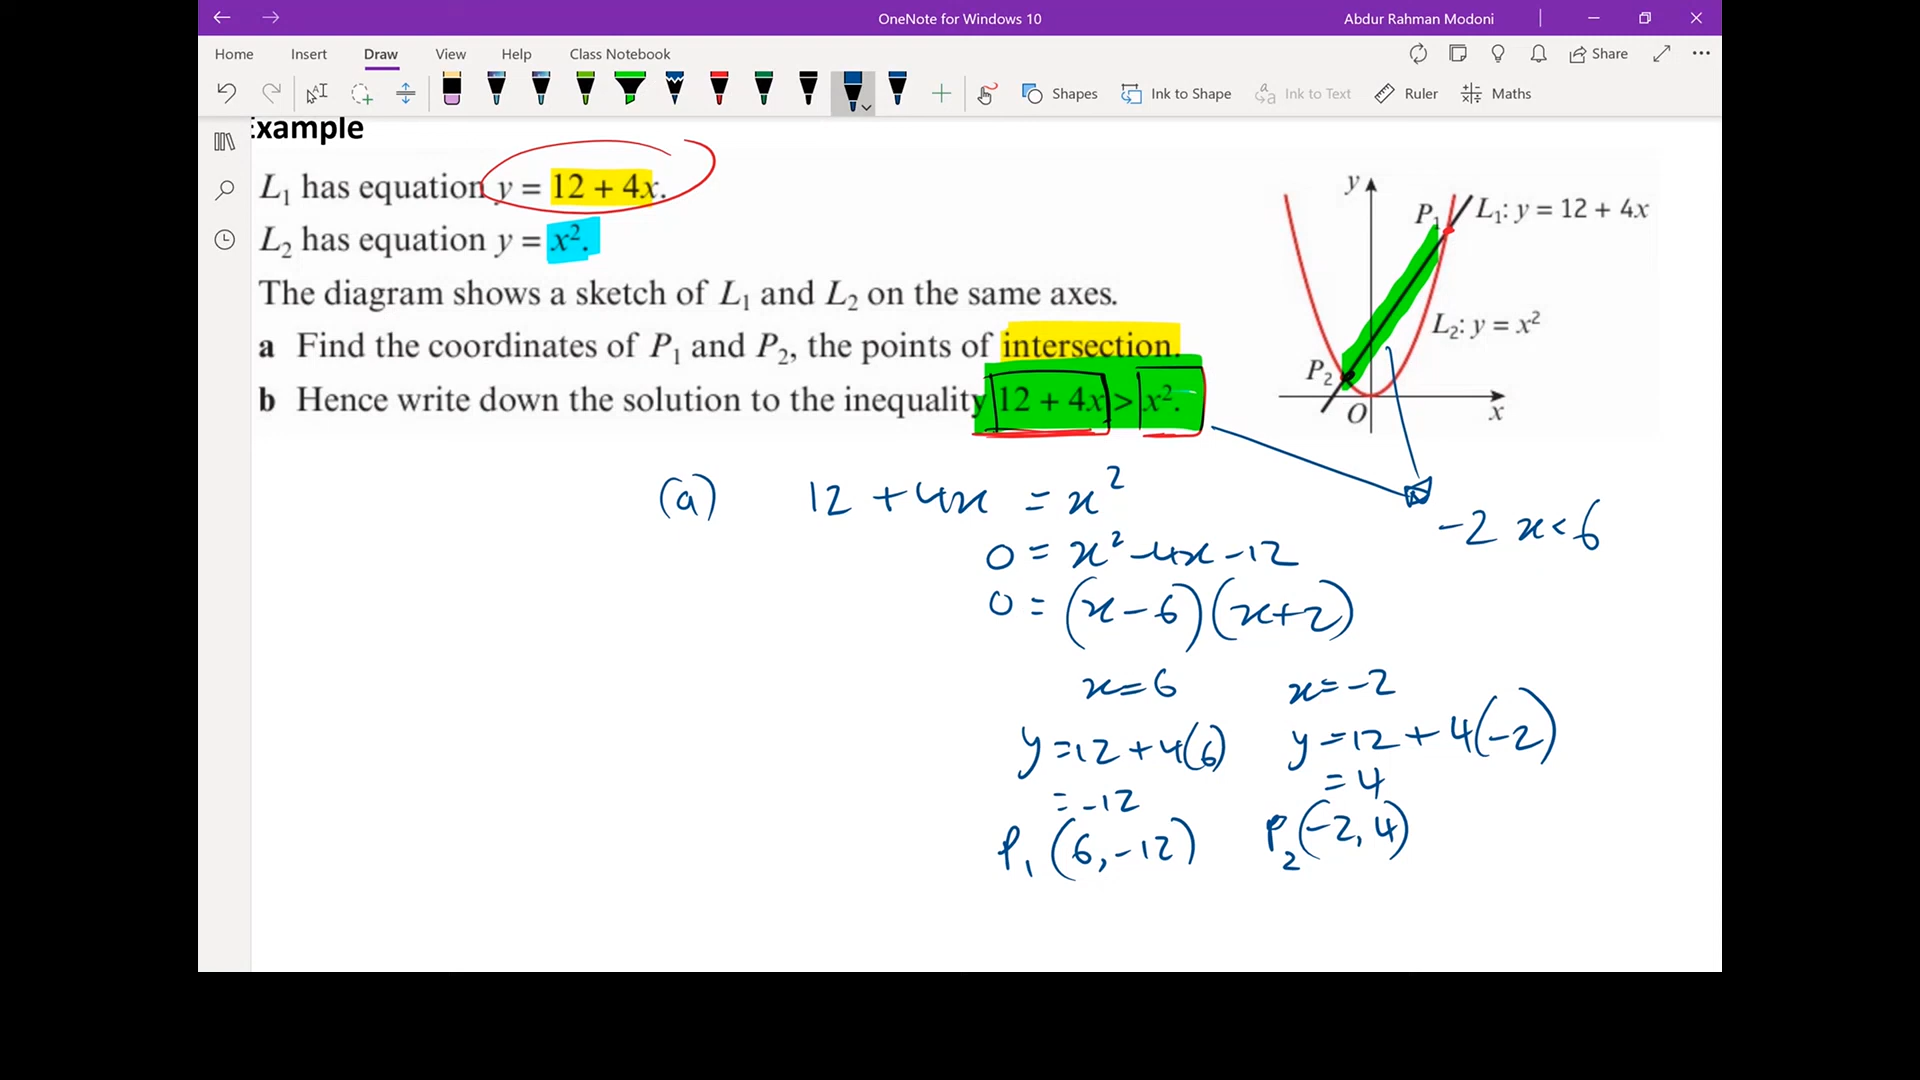 OneNote for Windows 10
Abdur Rahman Modoni
Home Insert Draw View Help Class Notebook
Share
Shapes Ink to Shape Ink to Text Ruler Maths
Example
L₁ has equation y = 12 + 4x.
L₂ has equation y = x².
The diagram shows a sketch of L₁ and L₂ on the same axes.
a Find the coordinates of P₁ and P₂, the points of intersection.
b Hence write down the solution to the inequality 12 + 4x > x².
y
P₁ L₁: y = 12 + 4x
L₂: y = x²
P₂
O x
(a) 12 + 4x = x²
-2 x < 6
0 = x² - 4x - 12
0 = (x - 6)(x + 2)
x = 6 x = -2
y = 12 + 4(6) y = 12 + 4(-2)
= -12 = 4
P₁ (6, -12) P₂ (-2, 4)